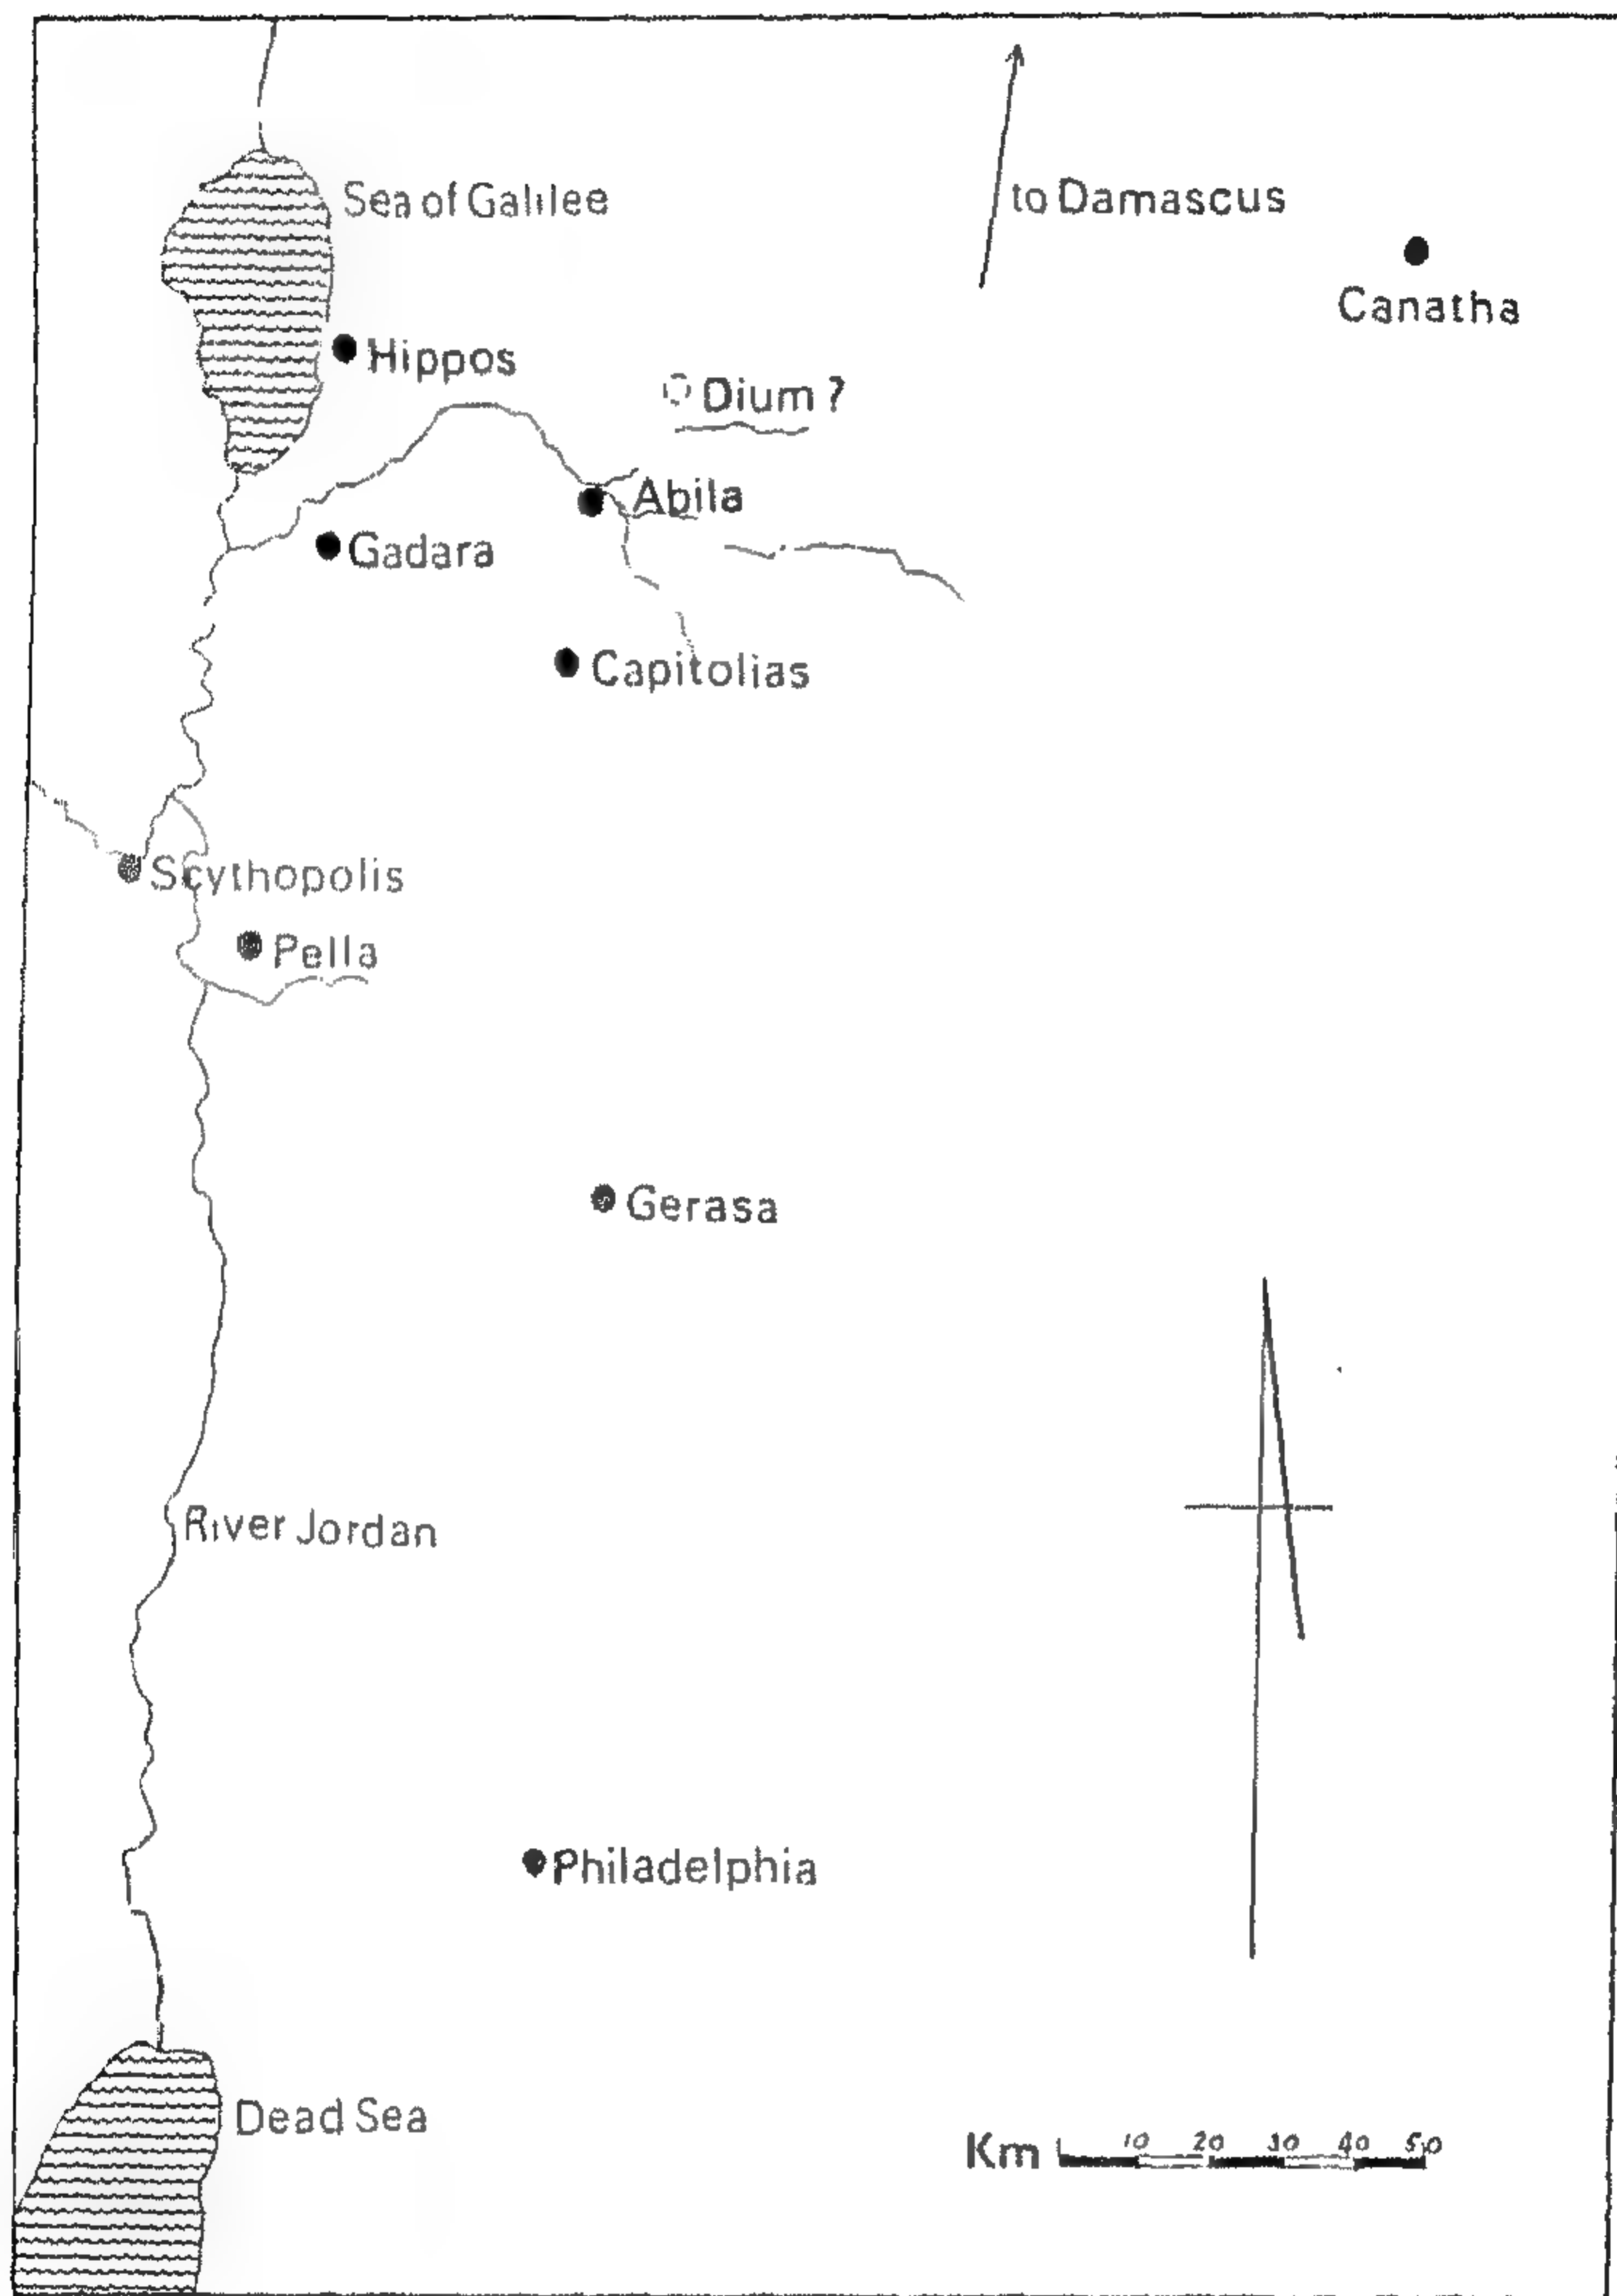 Sea of Galilee
to Damascus
Canatha
Hippos
Dium ?
Abila
Gadara
Capitolias
Scythopolis
Pella
Gerasa
River Jordan
Philadelphia
Dead Sea
Km 10 20 30 40 50